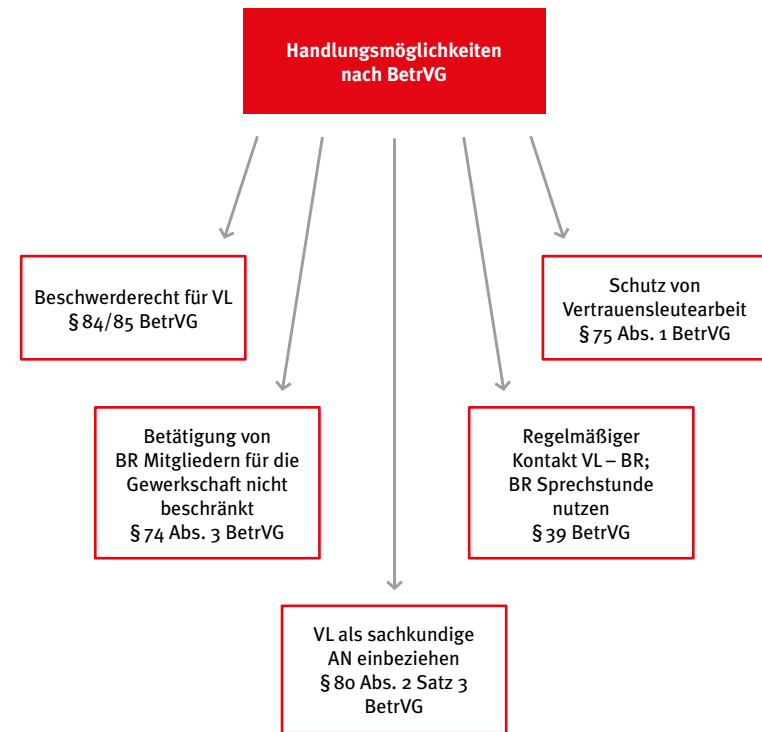 Handlungsmöglichkeiten
nach BetrVG
Beschwerderecht für VL
§ 84/85 BetrVG
Schutz von
Vertrauensleutearbeit
§ 75 Abs. 1 BetrVG
Betätigung von
BR Mitgliedern für die
Gewerkschaft nicht
beschränkt
§ 74 Abs. 3 BetrVG
Regelmäßiger
Kontakt VL – BR;
BR Sprechstunde
nutzen
§ 39 BetrVG
VL als sachkundige
AN einbeziehen
§ 80 Abs. 2 Satz 3
BetrVG